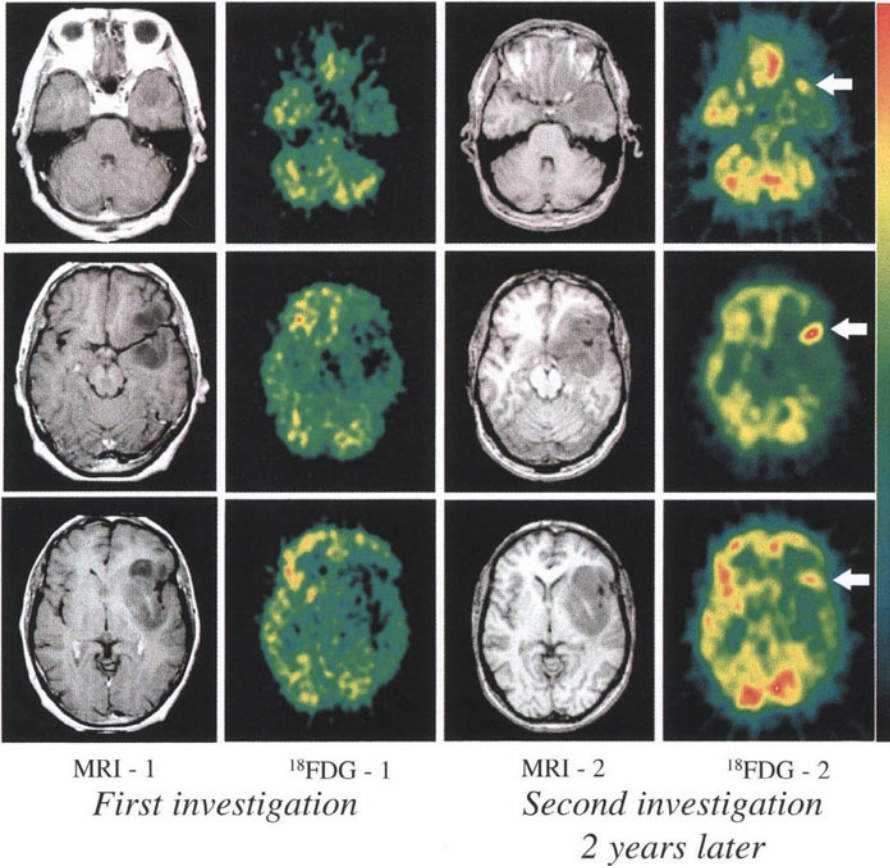 MRI - 1
¹⁸FDG - 1
MRI - 2
¹⁸FDG - 2
First investigation
Second investigation
2 years later